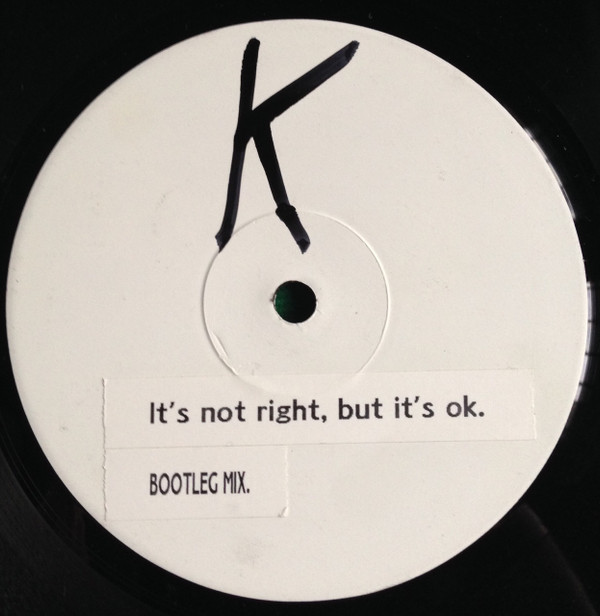 K
It's not right, but it's ok.
BOOTLEG MIX.